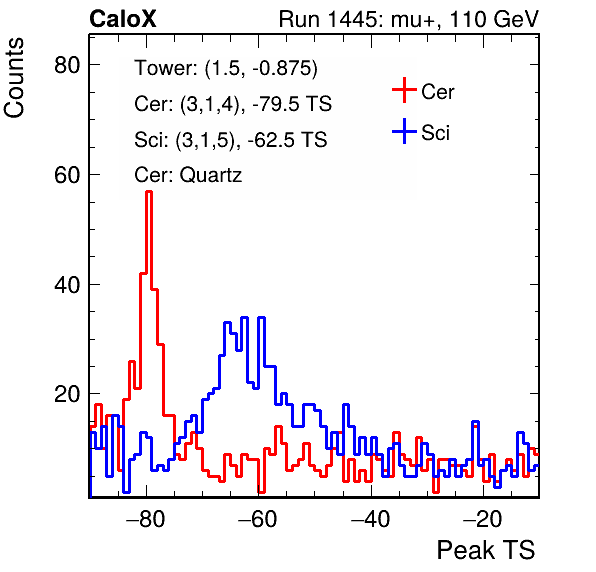 CaloX Run 1445: mu+, 110 GeV
Counts
Tower: (1.5, -0.875)
Cer: (3,1,4), -79.5 TS
Sci: (3,1,5), -62.5 TS
Cer: Quartz
Cer
Sci
80
60
40
20
−80 −60 −40 −20
Peak TS